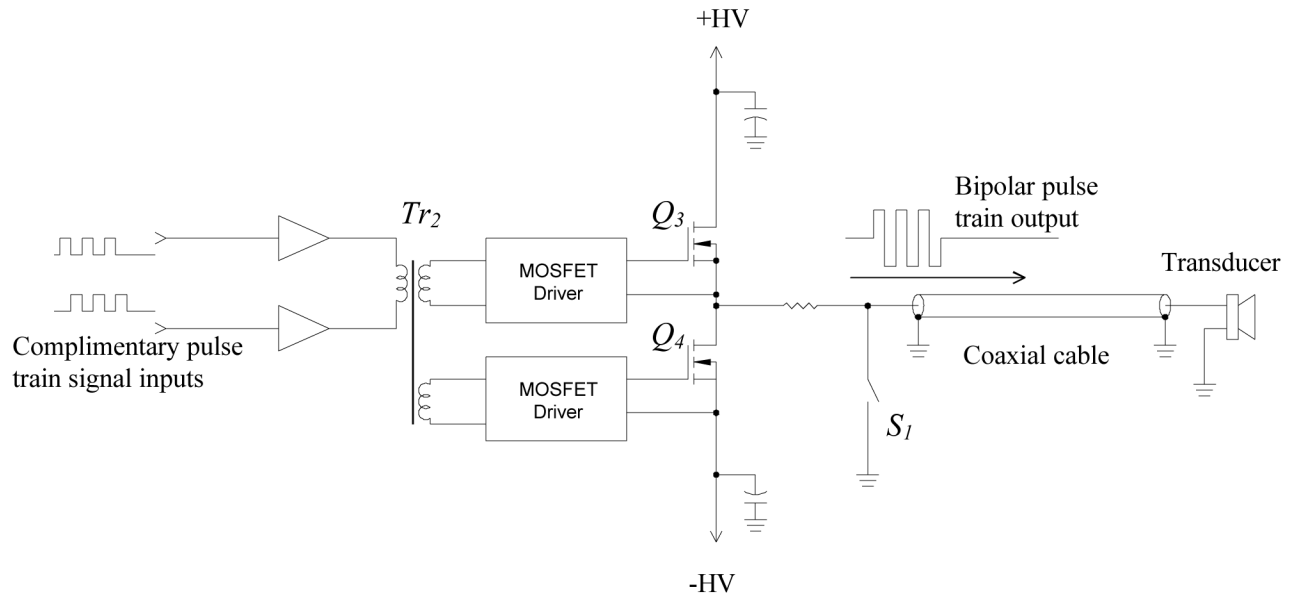 +HV
Bipolar pulse
train output
Tr2
Q3
Transducer
MOSFET
Driver
Complimentary pulse
train signal inputs
Q4
Coaxial cable
MOSFET
Driver
S1
-HV